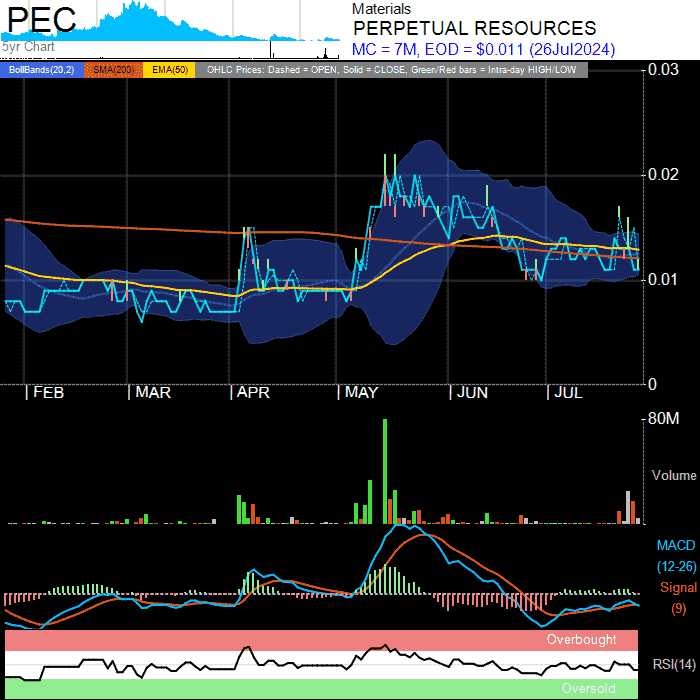 PEC
5yr Chart
Materials
PERPETUAL RESOURCES
MC = 7M, EOD = $0.011 (26Jul2024)
BollBands(20,2) SMA(200) EMA(50) OHLC Prices: Dashed = OPEN, Solid = CLOSE, Green/Red bars = Intra-day HIGH/LOW
0.03
0.02
0.01
0
FEB MAR APR MAY JUN JUL
80M
Volume
MACD
(12-26)
Signal
(9)
Overbought
RSI(14)
Oversold